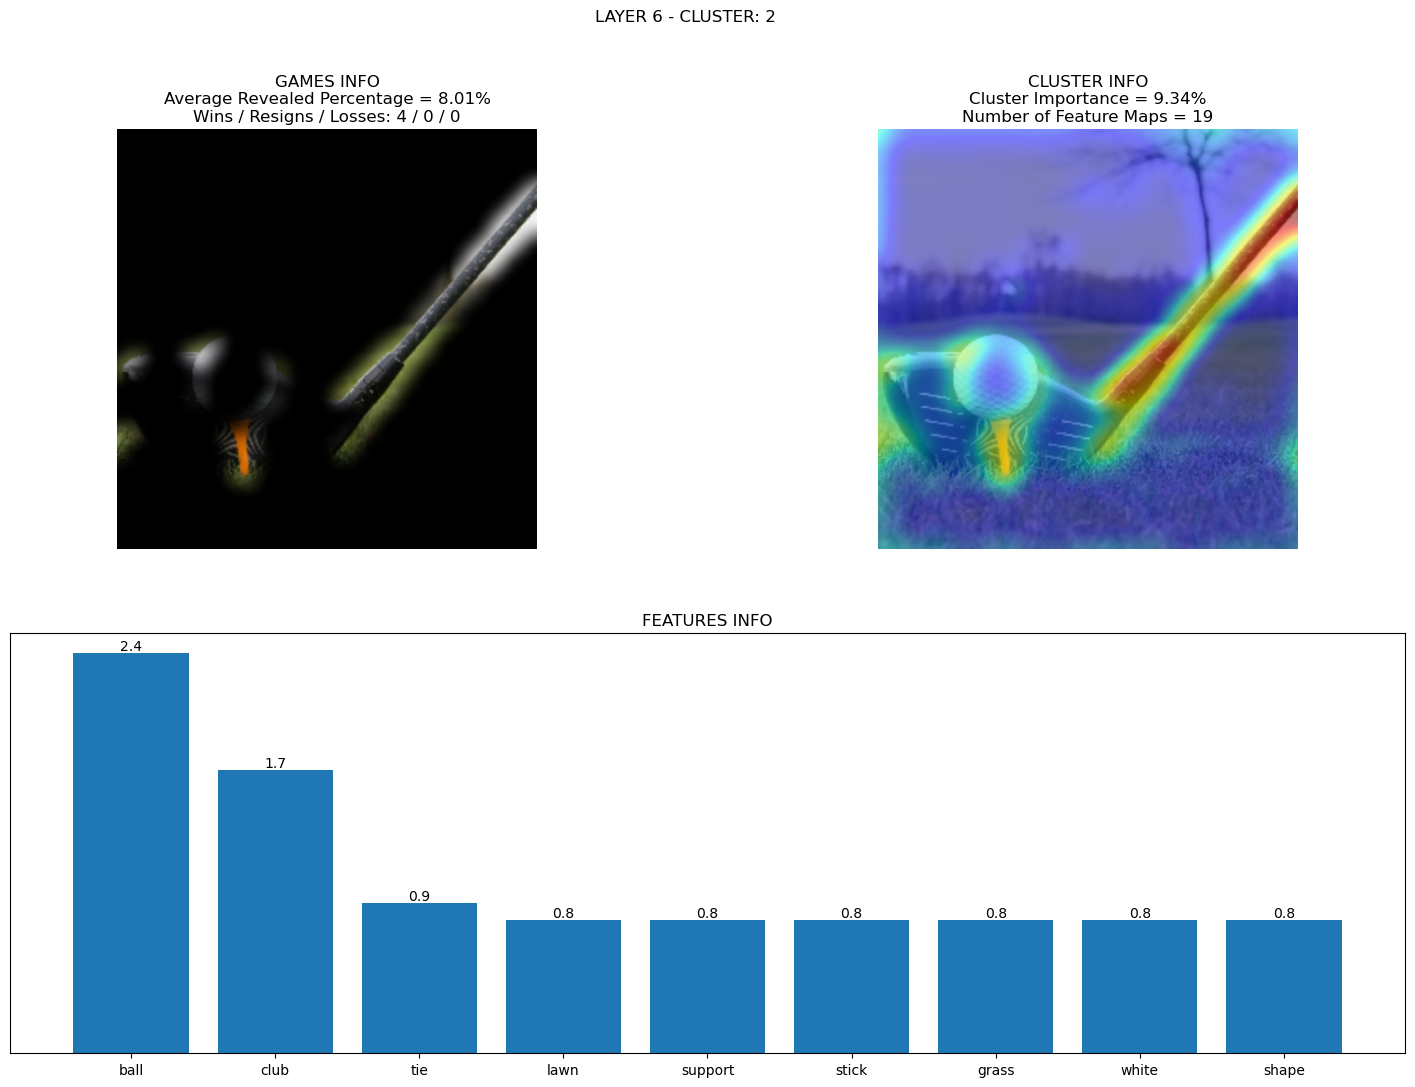 LAYER 6 - CLUSTER: 2
GAMES INFO
Average Revealed Percentage = 8.01%
Wins / Resigns / Losses: 4 / 0 / 0
CLUSTER INFO
Cluster Importance = 9.34%
Number of Feature Maps = 19
FEATURES INFO
2.4
1.7
0.9
0.8
0.8
0.8
0.8
0.8
0.8
ball club tie lawn support stick grass white shape